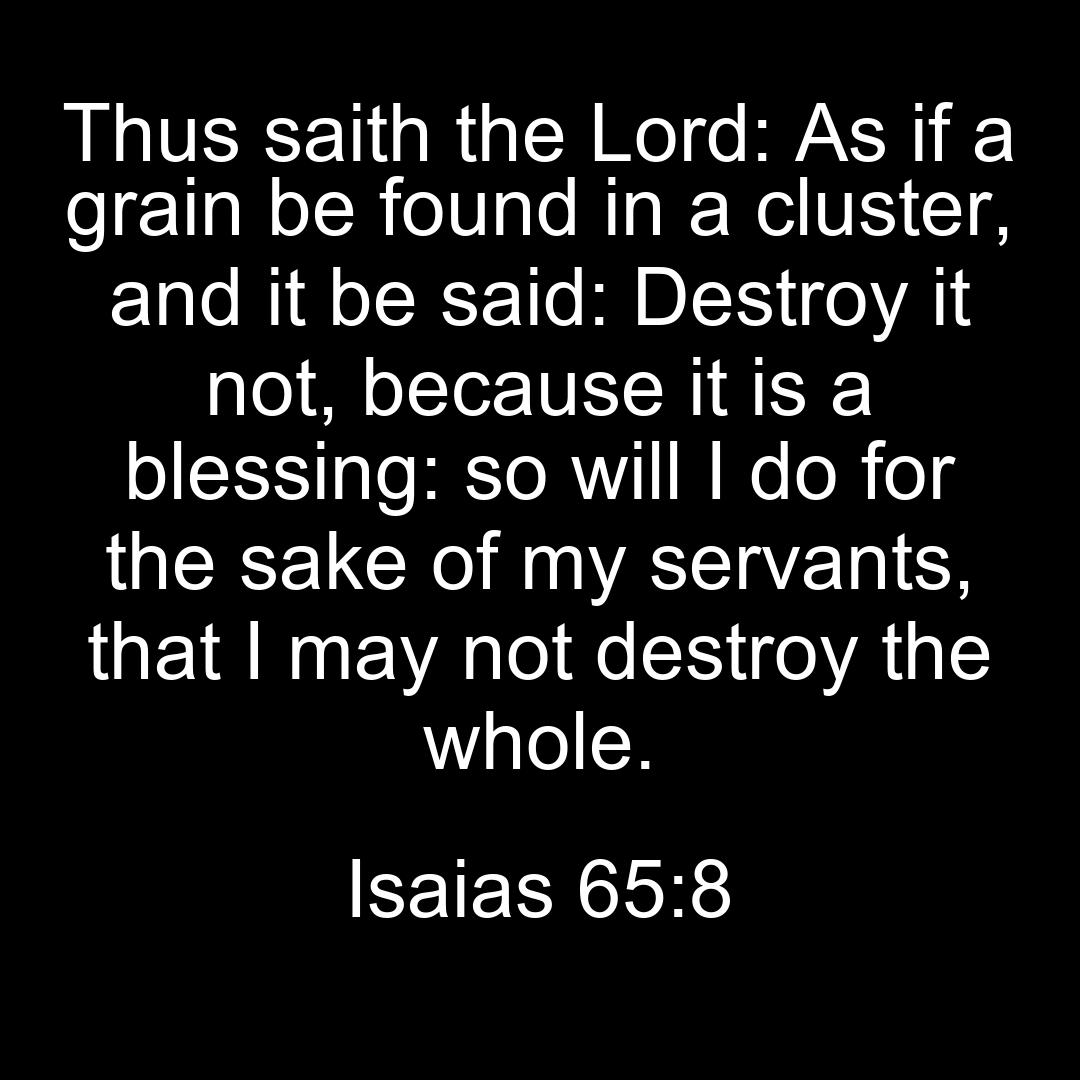 Thus saith the Lord: As if a
grain be found in a cluster,
and it be said: Destroy it
not, because it is a
blessing: so will I do for
the sake of my servants,
that I may not destroy the
whole.
Isaias 65:8